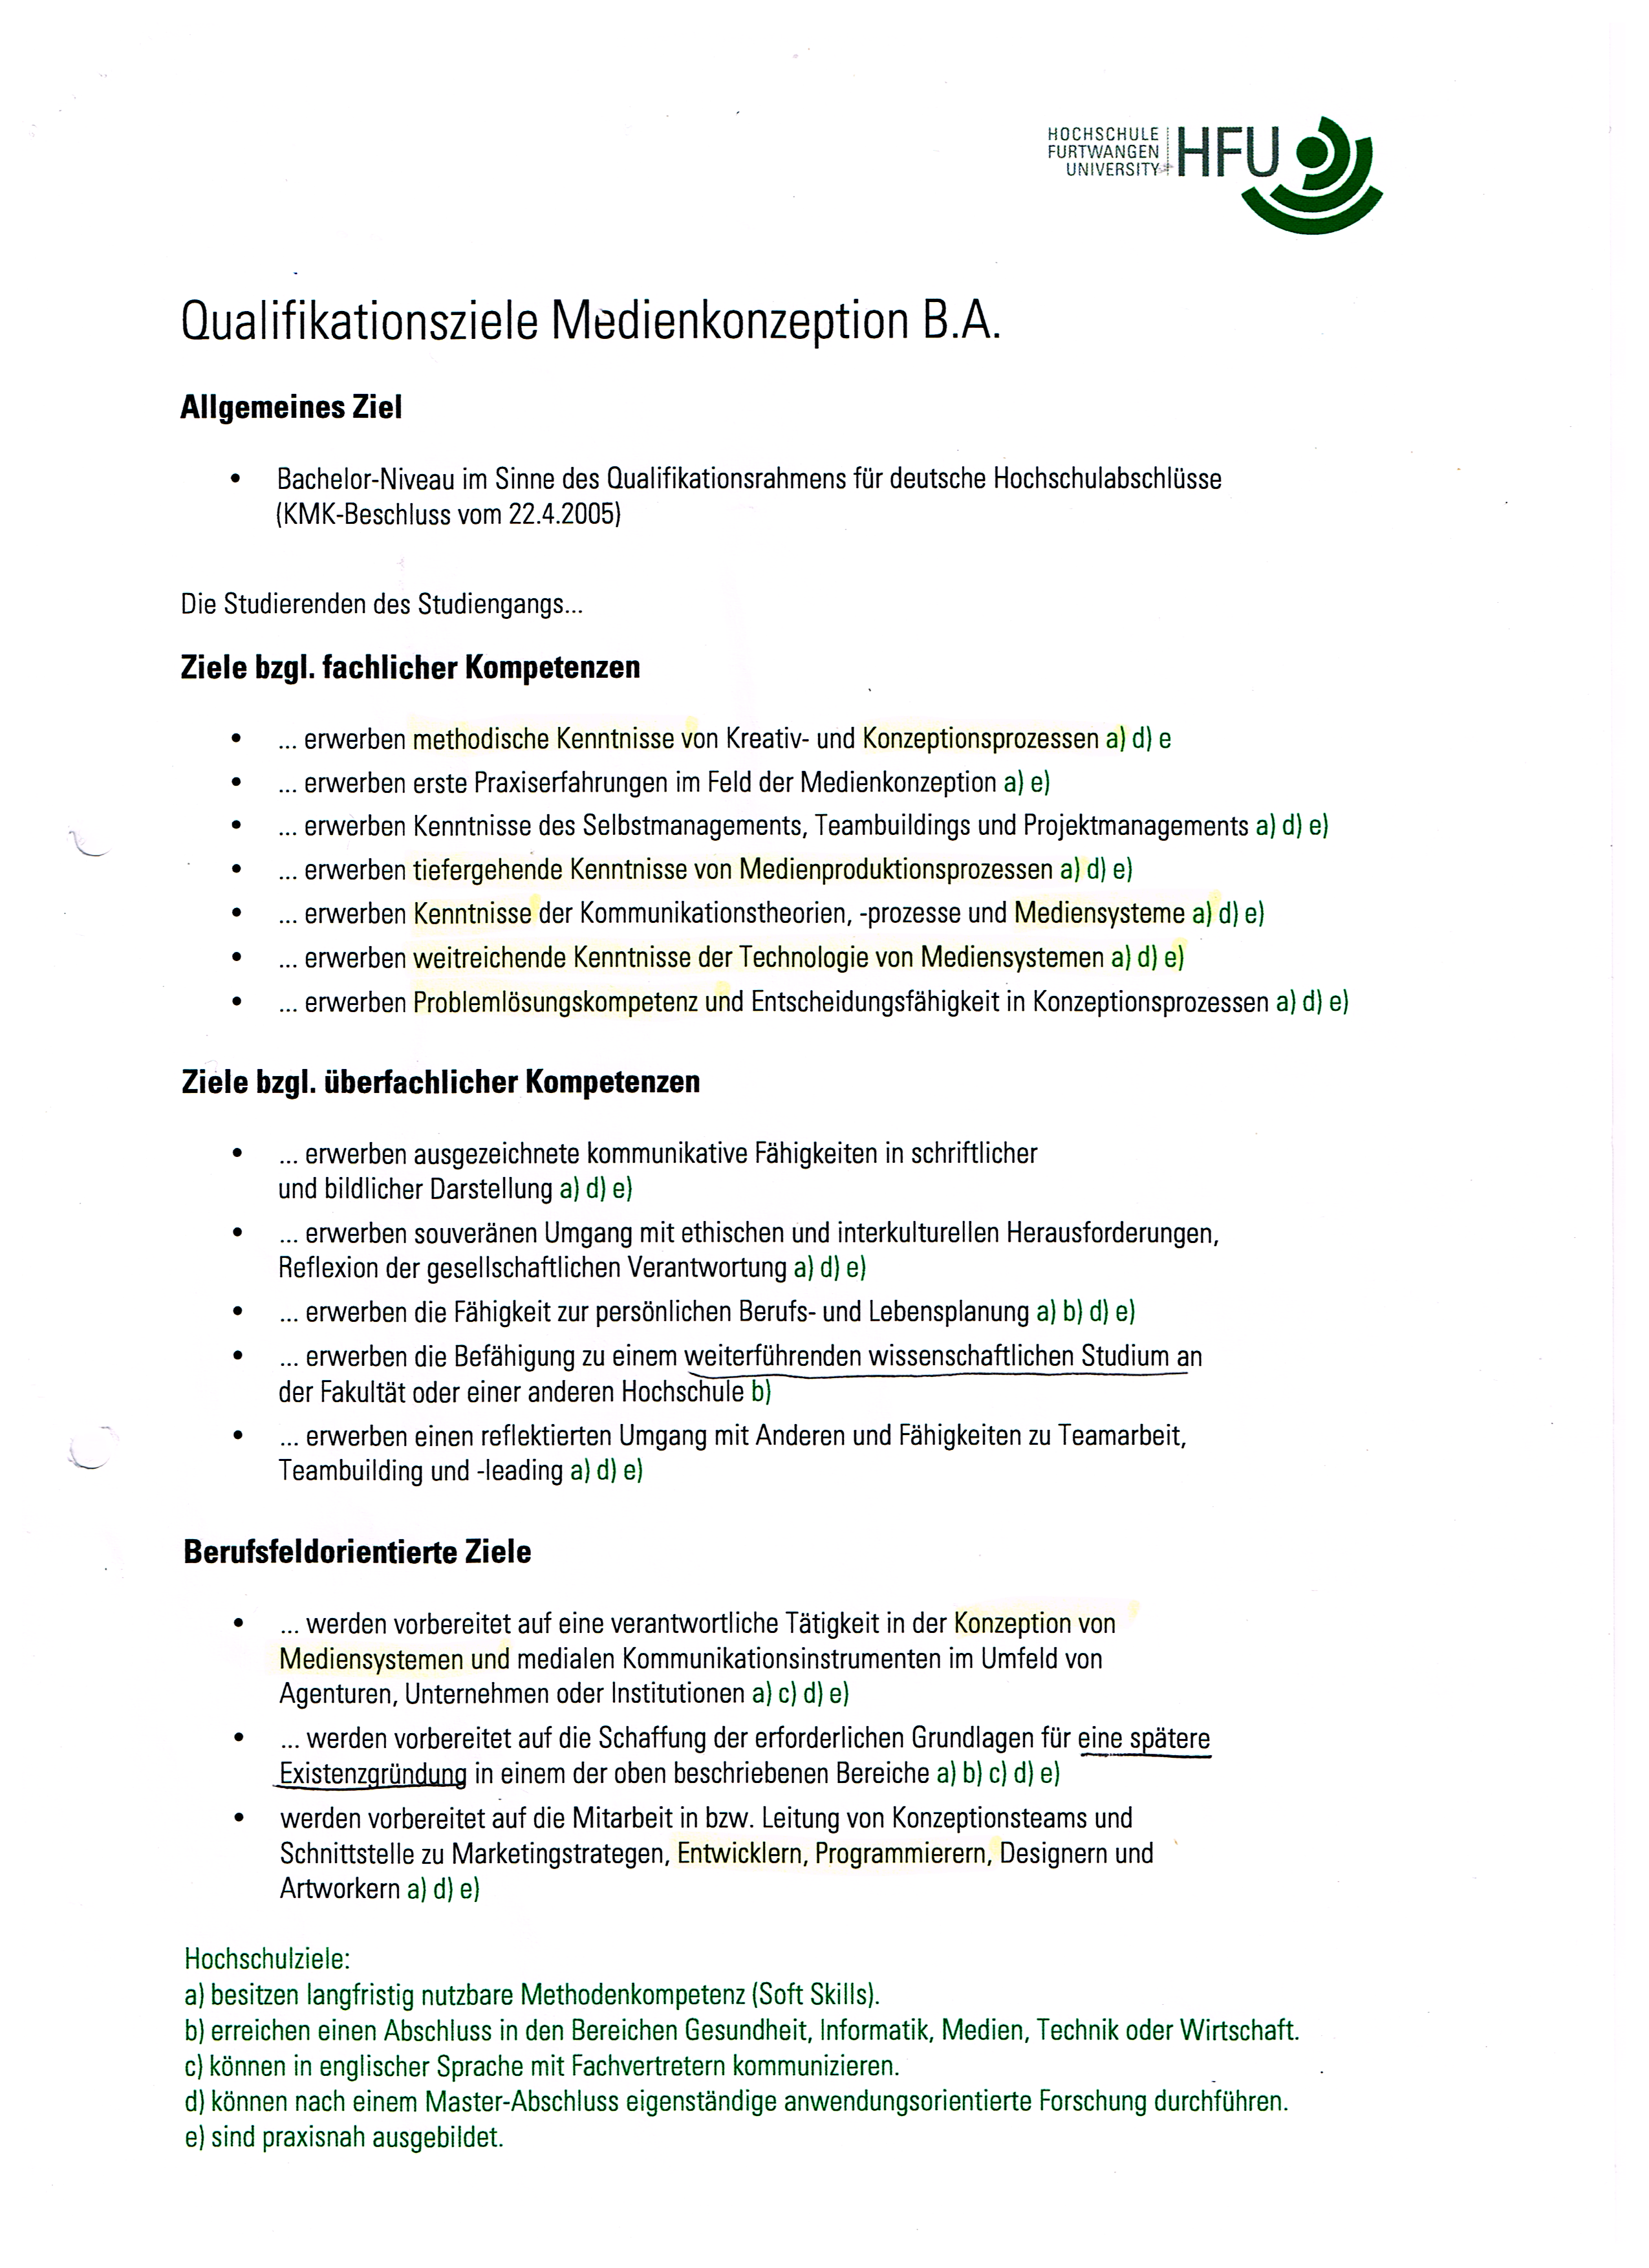 HOCHSCHULE
FURTWANGEN
UNIVERSITY
HFU
Qualifikationsziele Medienkonzeption B.A.
Allgemeines Ziel
• Bachelor-Niveau im Sinne des Qualifikationsrahmens für deutsche Hochschulabschlüsse
(KMK-Beschluss vom 22.4.2005)
Die Studierenden des Studiengangs...
Ziele bzgl. fachlicher Kompetenzen
• ... erwerben methodische Kenntnisse von Kreativ- und Konzeptionsprozessen a) d) e
• ... erwerben erste Praxiserfahrungen im Feld der Medienkonzeption a) e)
• ... erwerben Kenntnisse des Selbstmanagements, Teambuildings und Projektmanagements a) d) e)
• ... erwerben tiefergehende Kenntnisse von Medienproduktionsprozessen a) d) e)
• ... erwerben Kenntnisse der Kommunikationstheorien, -prozesse und Mediensysteme a) d) e)
• ... erwerben weitreichende Kenntnisse der Technologie von Mediensystemen a) d) e)
• ... erwerben Problemlösungskompetenz und Entscheidungsfähigkeit in Konzeptionsprozessen a) d) e)
Ziele bzgl. überfachlicher Kompetenzen
• ... erwerben ausgezeichnete kommunikative Fähigkeiten in schriftlicher
und bildlicher Darstellung a) d) e)
• ... erwerben souveränen Umgang mit ethischen und interkulturellen Herausforderungen,
Reflexion der gesellschaftlichen Verantwortung a) d) e)
• ... erwerben die Fähigkeit zur persönlichen Berufs- und Lebensplanung a) b) d) e)
• ... erwerben die Befähigung zu einem weiterführenden wissenschaftlichen Studium an
der Fakultät oder einer anderen Hochschule b)
• ... erwerben einen reflektierten Umgang mit Anderen und Fähigkeiten zu Teamarbeit,
Teambuilding und -leading a) d) e)
Berufsfeldorientierte Ziele
• ... werden vorbereitet auf eine verantwortliche Tätigkeit in der Konzeption von
Mediensystemen und medialen Kommunikationsinstrumenten im Umfeld von
Agenturen, Unternehmen oder Institutionen a) c) d) e)
• ... werden vorbereitet auf die Schaffung der erforderlichen Grundlagen für eine spätere
Existenzgründung in einem der oben beschriebenen Bereiche a) b) c) d) e)
• werden vorbereitet auf die Mitarbeit in bzw. Leitung von Konzeptionsteams und
Schnittstelle zu Marketingstrategen, Entwicklern, Programmierern, Designern und
Artworkern a) d) e)
Hochschulziele:
a) besitzen langfristig nutzbare Methodenkompetenz (Soft Skills).
b) erreichen einen Abschluss in den Bereichen Gesundheit, Informatik, Medien, Technik oder Wirtschaft.
c) können in englischer Sprache mit Fachvertretern kommunizieren.
d) können nach einem Master-Abschluss eigenständige anwendungsorientierte Forschung durchführen.
e) sind praxisnah ausgebildet.